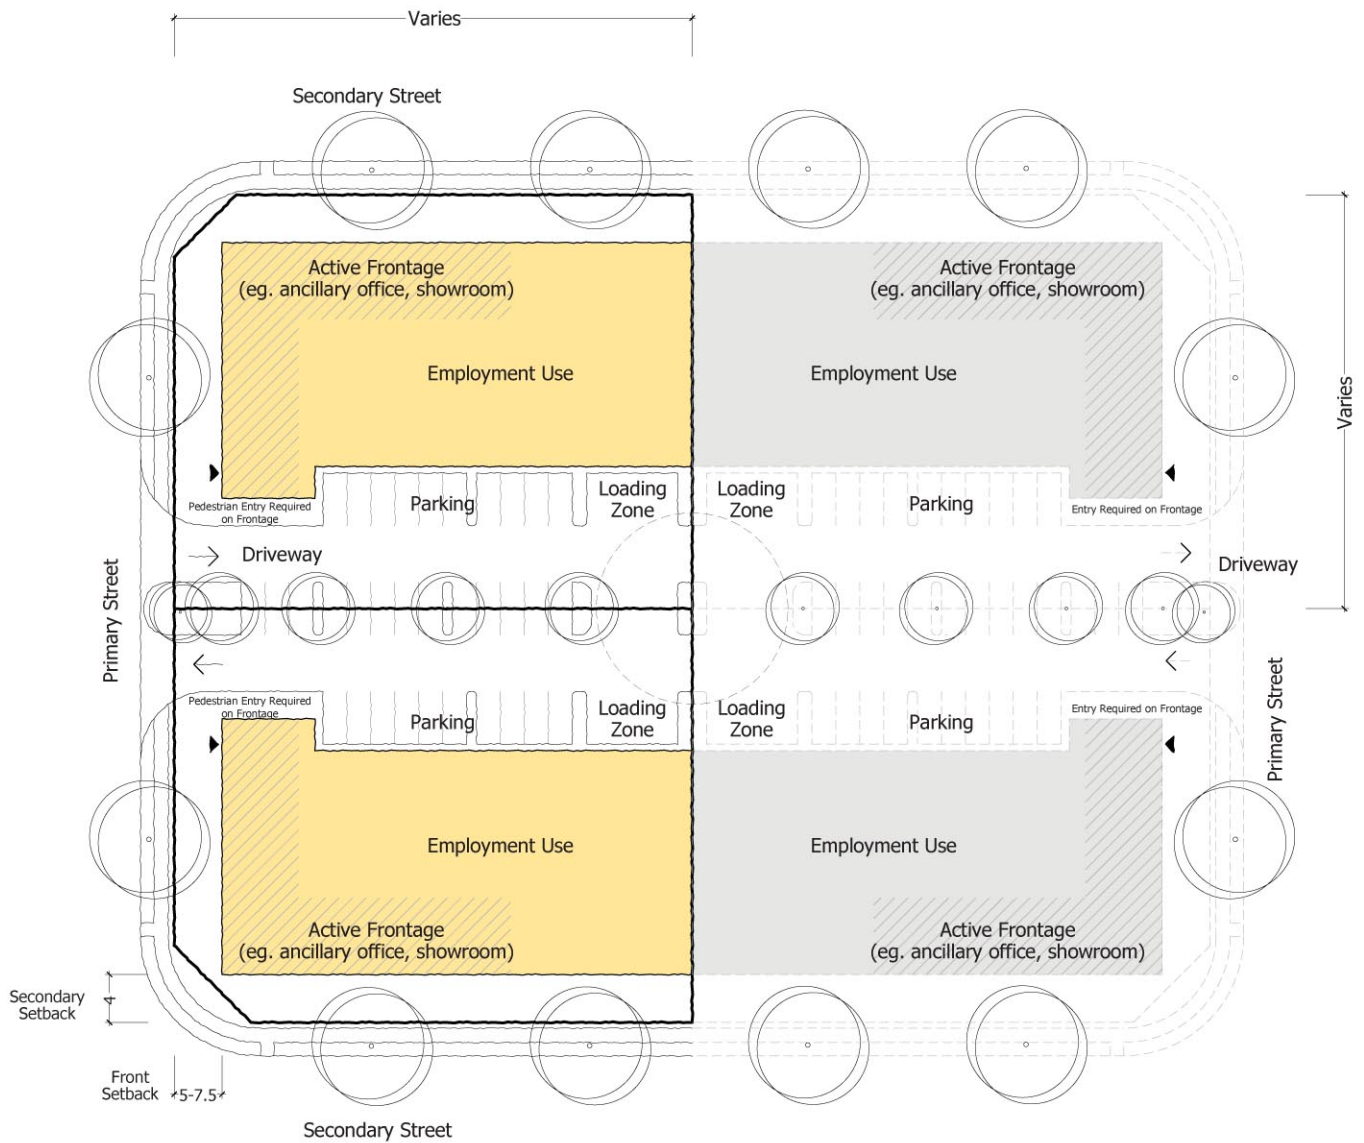 Varies
Secondary Street
Active Frontage
(eg. ancillary office, showroom)
Active Frontage
(eg. ancillary office, showroom)
Employment Use
Employment Use
Varies
Pedestrian Entry Required
on Frontage
Parking
Loading
Zone
Loading
Zone
Parking
Entry Required on Frontage
Driveway
Driveway
Primary Street
Pedestrian Entry Required
on Frontage
Parking
Loading
Zone
Loading
Zone
Parking
Entry Required on Frontage
Primary Street
Employment Use
Employment Use
Active Frontage
(eg. ancillary office, showroom)
Active Frontage
(eg. ancillary office, showroom)
Secondary
Setback
4
Front
Setback
5-7.5
Secondary Street